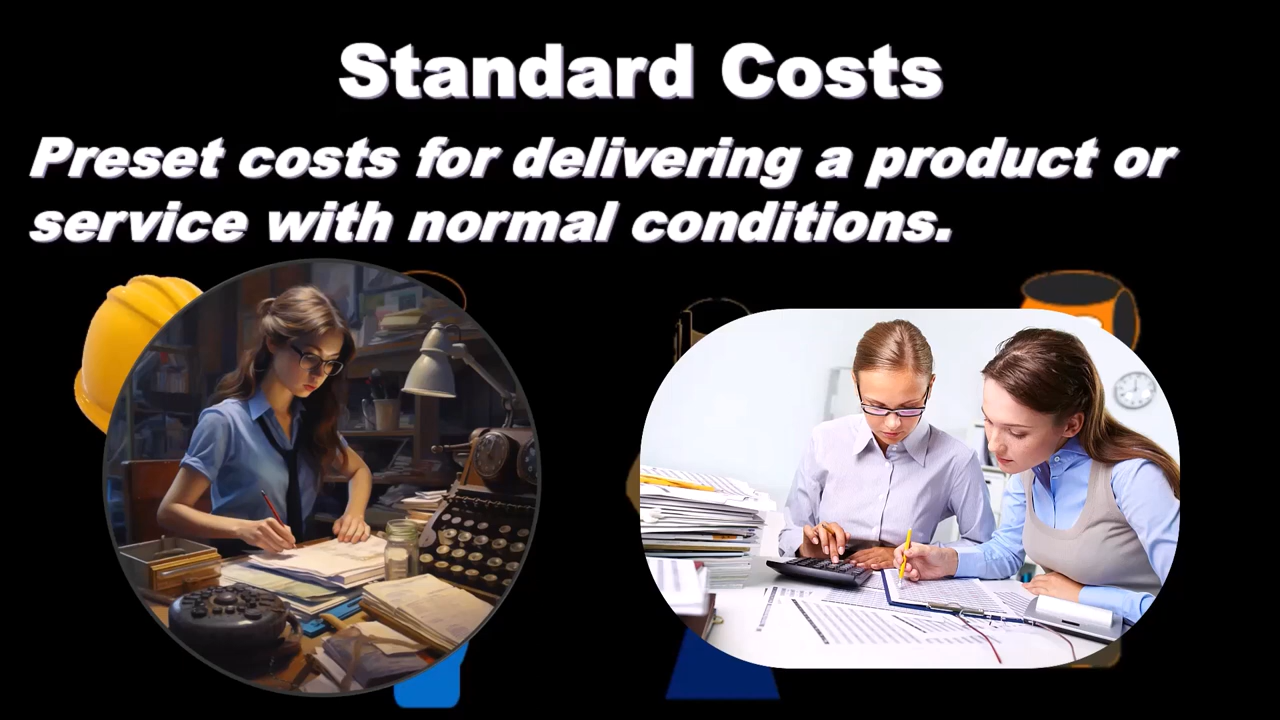 Standard Costs
Preset costs for delivering a product or
service with normal conditions.